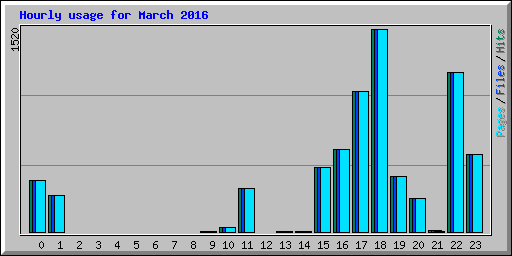 Hourly usage for March 2016
1520
Pages/Files/Hits
0 1 2 3 4 5 6 7 8 9 10 11 12 13 14 15 16 17 18 19 20 21 22 23